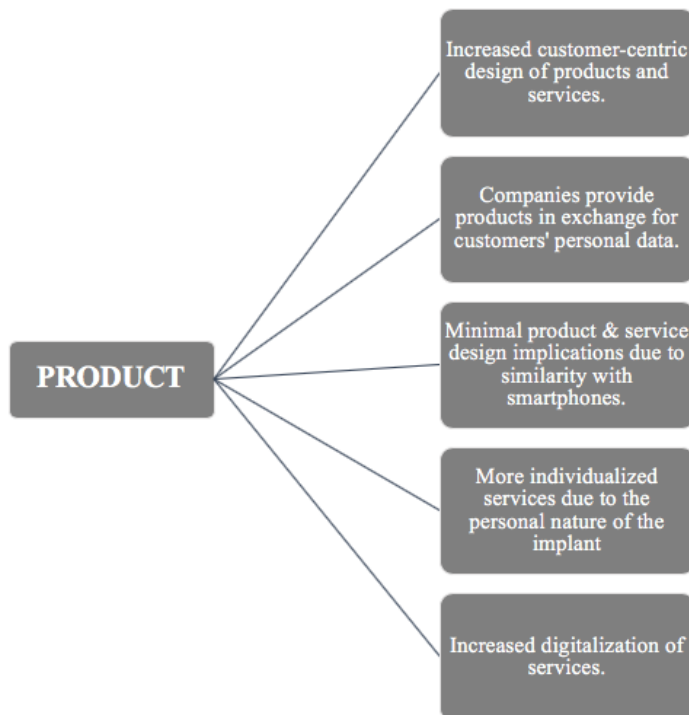 Increased customer-centric
design of products and
services.
Companies provide
products in exchange for
customers' personal data.
Minimal product & service
design implications due to
similarity with
smartphones.
PRODUCT
More individualized
services due to the
personal nature of the
implant
Increased digitalization of
services.